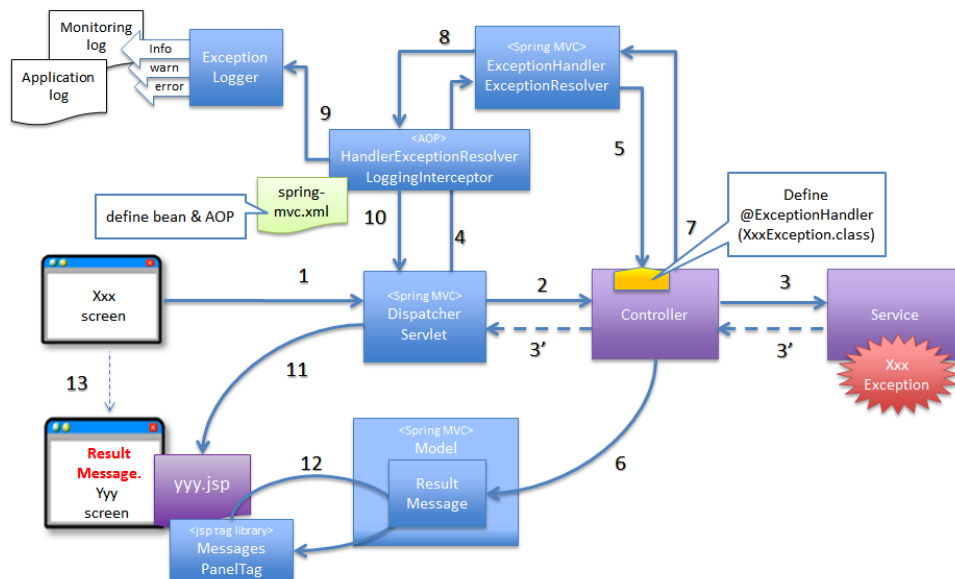 Monitoring
log
Application
log
Info
warn
error
Exception
Logger
8
<Spring MVC>
ExceptionHandler
ExceptionResolver
9
<AOP>
HandlerExceptionResolver
LoggingInterceptor
5
define bean & AOP
spring-
mvc.xml
10
4
7
Define
@ExceptionHandler
(XxxException.class)
Xxx
screen
1
<Spring MVC>
Dispatcher
Servlet
2
3’
Controller
3
3’
Service
Xxx
Exception
13
11
Result
Message.
Yyy
screen
yyy.jsp
12
<Spring MVC>
Model
Result
Message
6
<jsp tag library>
Messages
PanelTag